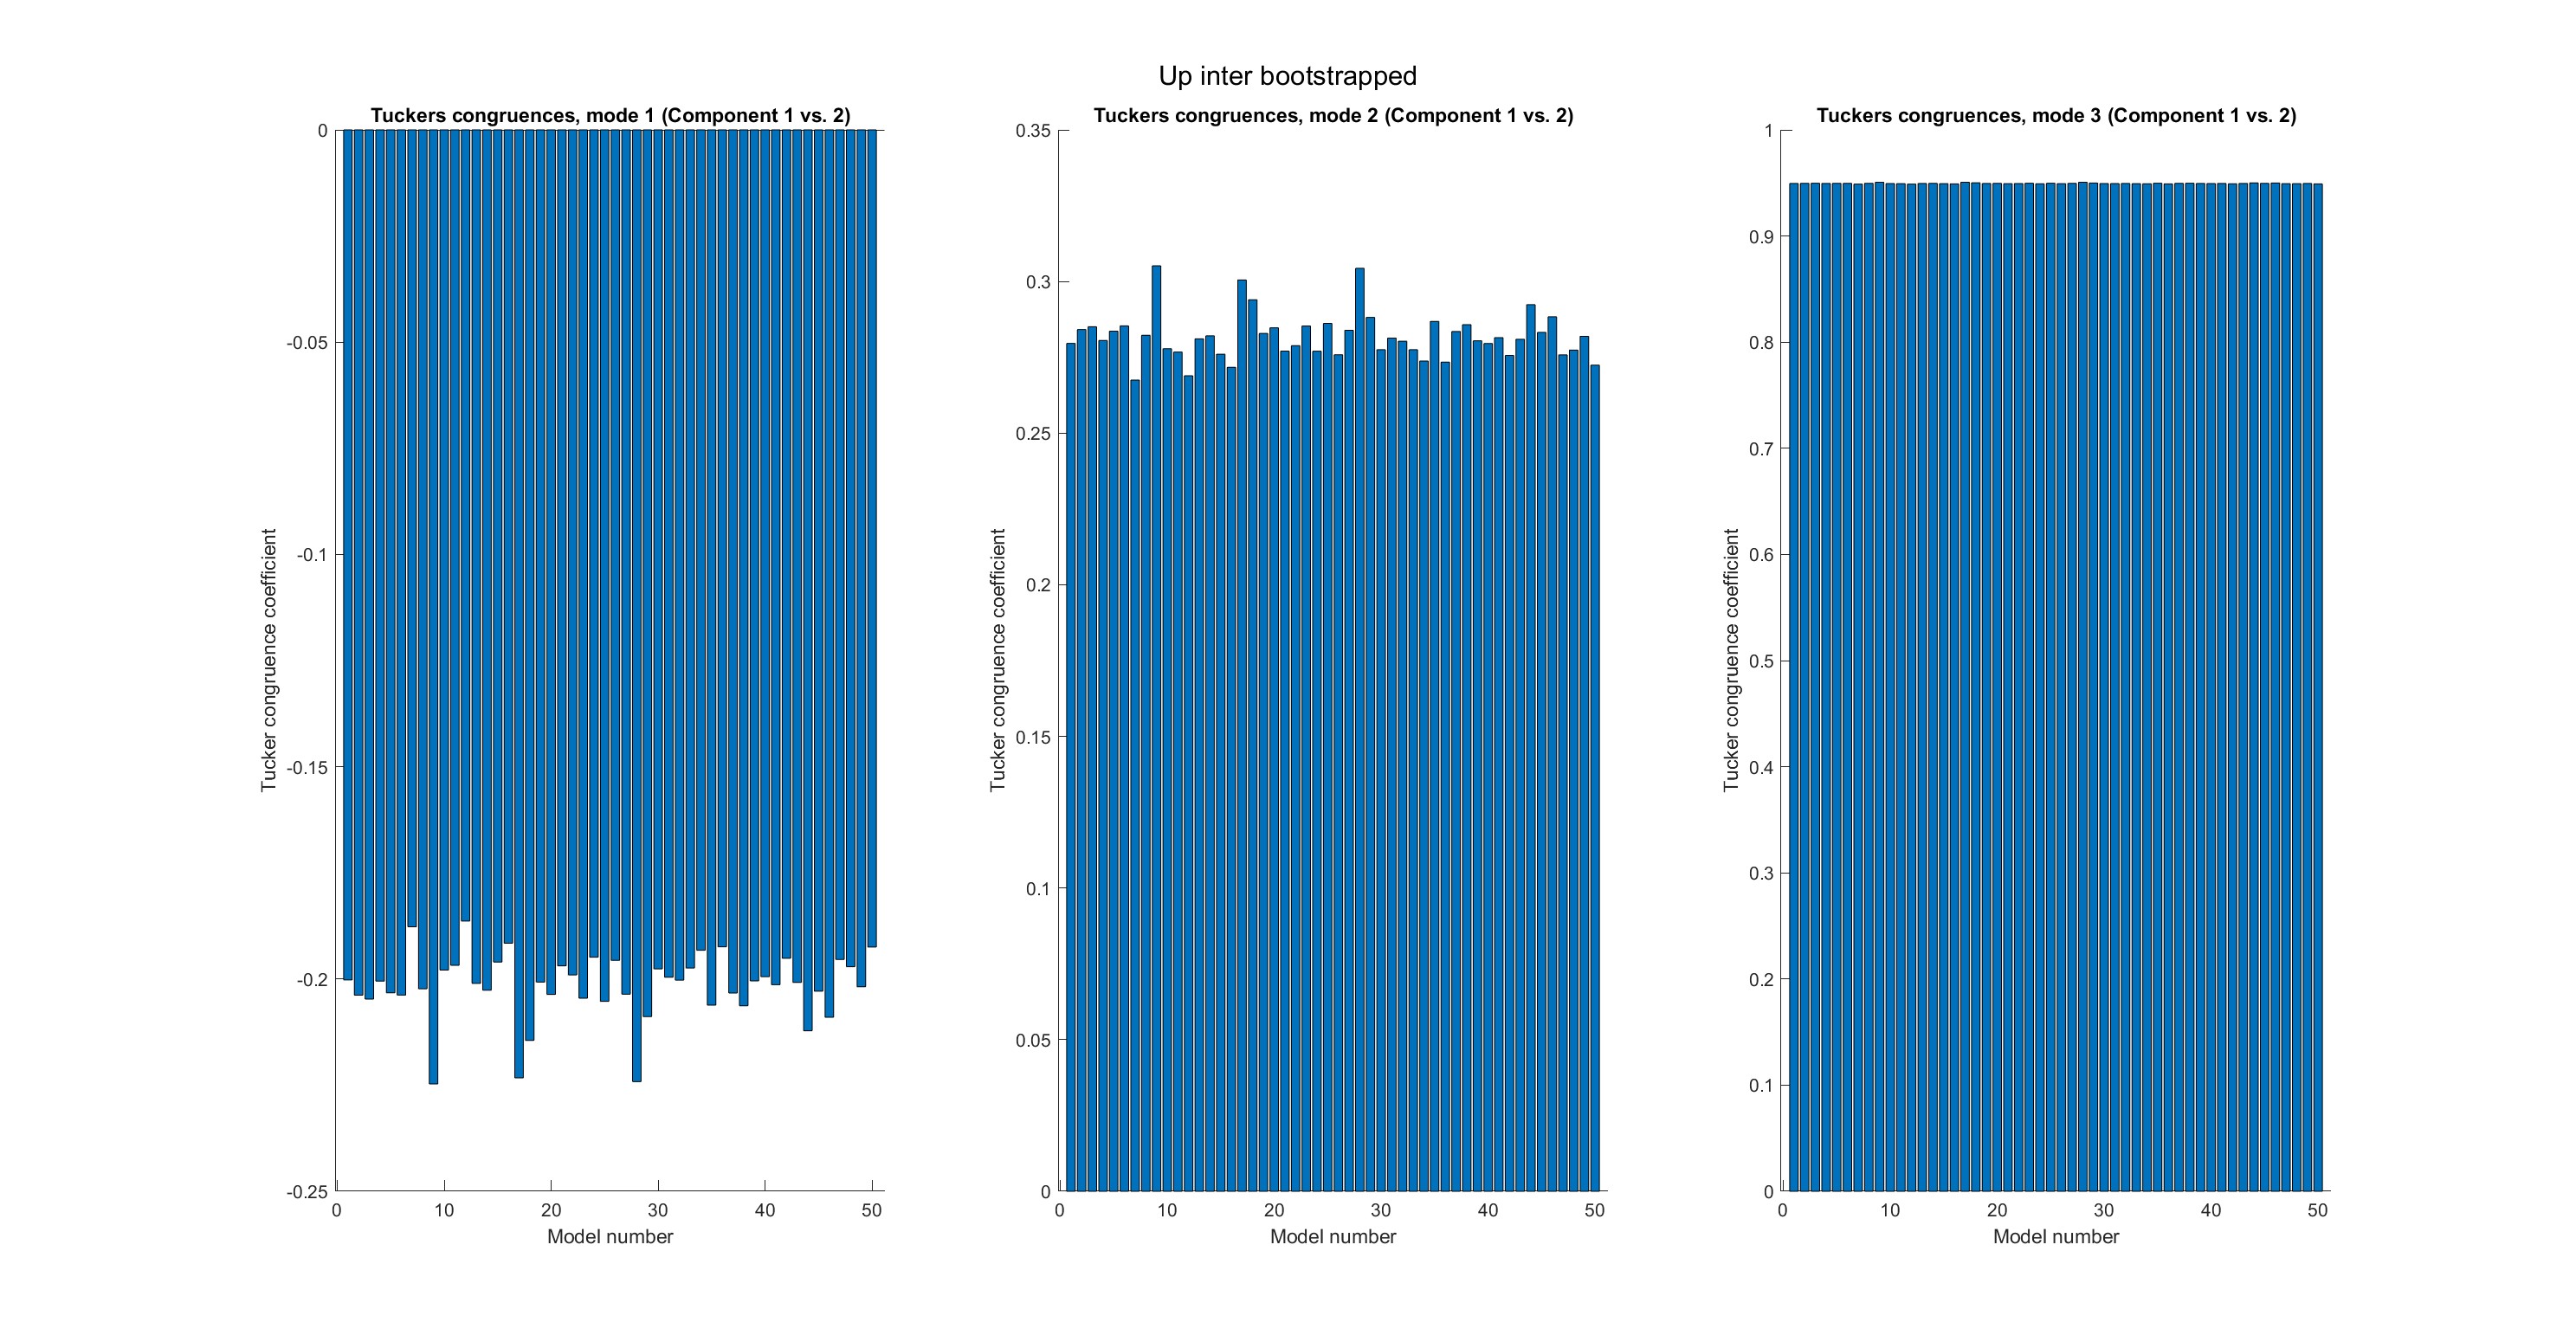 Up inter bootstrapped
Tuckers congruences, mode 1 (Component 1 vs. 2)
Tucker congruence coefficient
0
-0.05
-0.1
-0.15
-0.2
-0.25
0 10 20 30 40 50
Model number
Tuckers congruences, mode 2 (Component 1 vs. 2)
Tucker congruence coefficient
0.35
0.3
0.25
0.2
0.15
0.1
0.05
0
0 10 20 30 40 50
Model number
Tuckers congruences, mode 3 (Component 1 vs. 2)
Tucker congruence coefficient
1
0.9
0.8
0.7
0.6
0.5
0.4
0.3
0.2
0.1
0
0 10 20 30 40 50
Model number